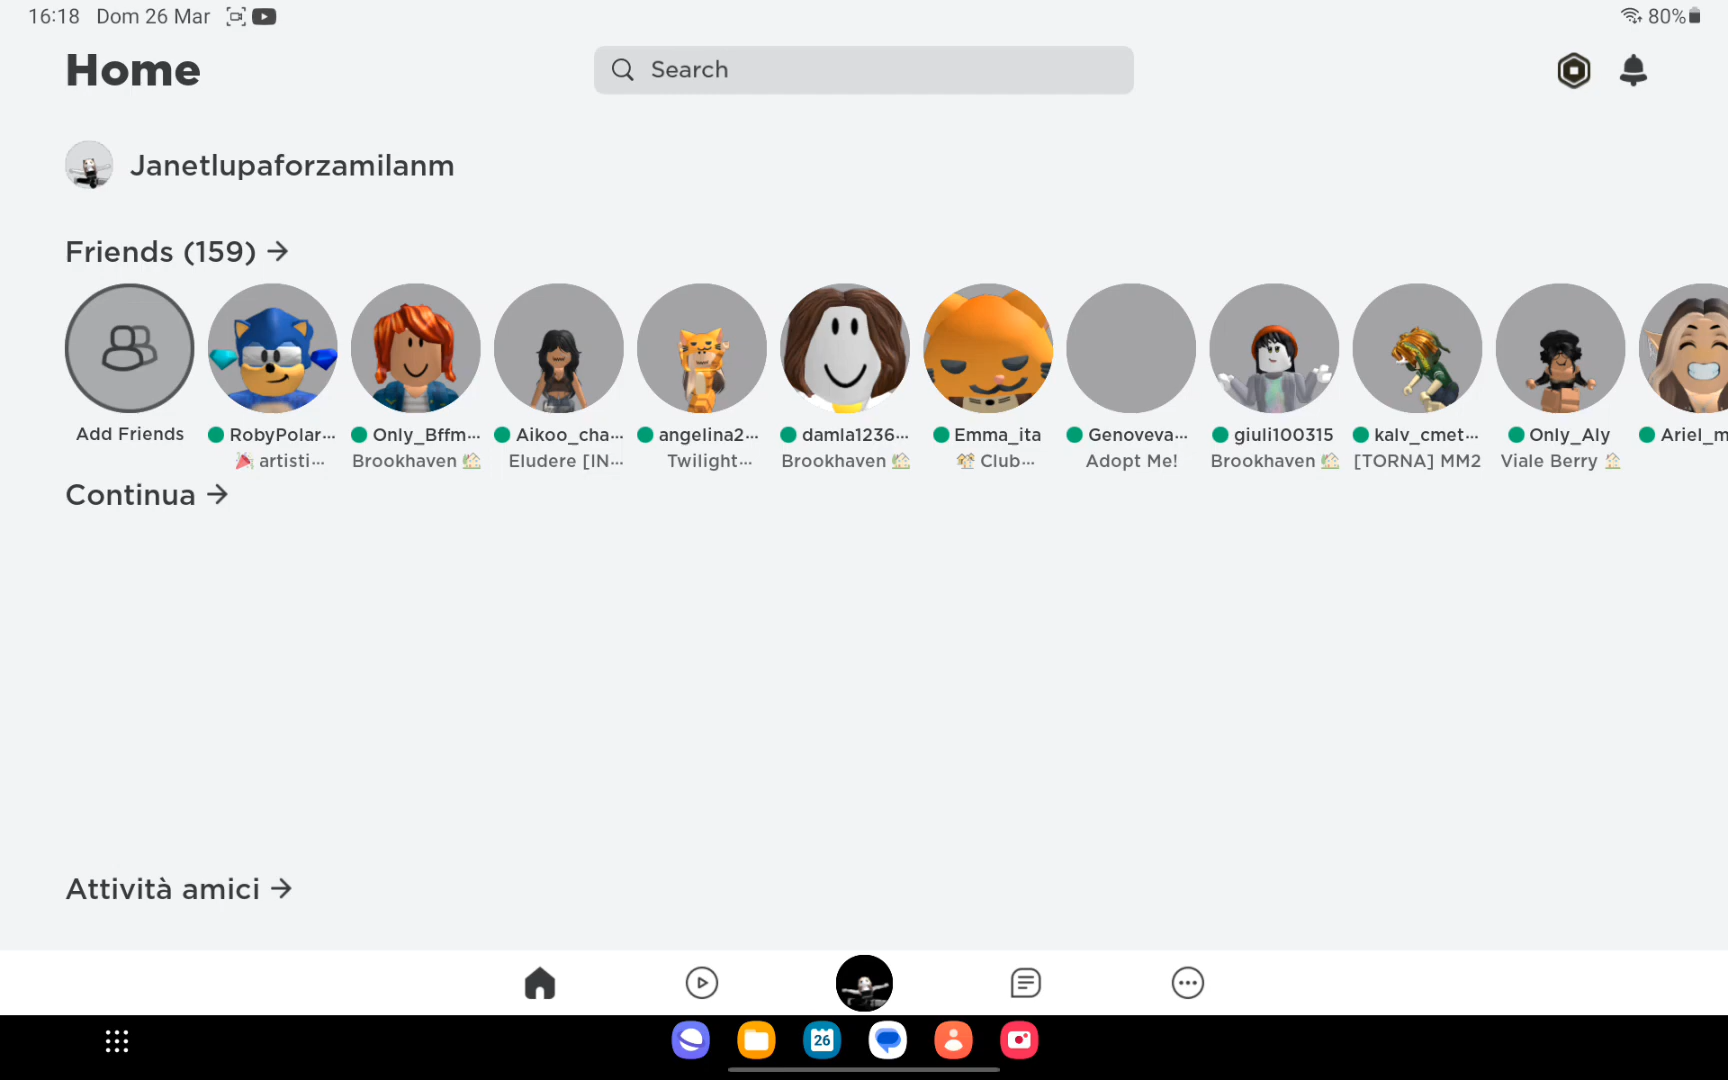 16:18 Dom 26 Mar
80%
Home
Search
Janetlupaforzamilanm
Friends (159)
Add Friends
RobyPolar...
artisti...
Only_Bffm...
Brookhaven
Aikoo_cha...
Eludere [IN...
angelina2...
Twilight...
damla1236...
Brookhaven
Emma_ita
Club...
Genoveva...
Adopt Me!
giuli100315
Brookhaven
kalv_cmet...
[TORNA] MM2
Only_Aly
Viale Berry
Ariel_m
Continua
Attività amici
26